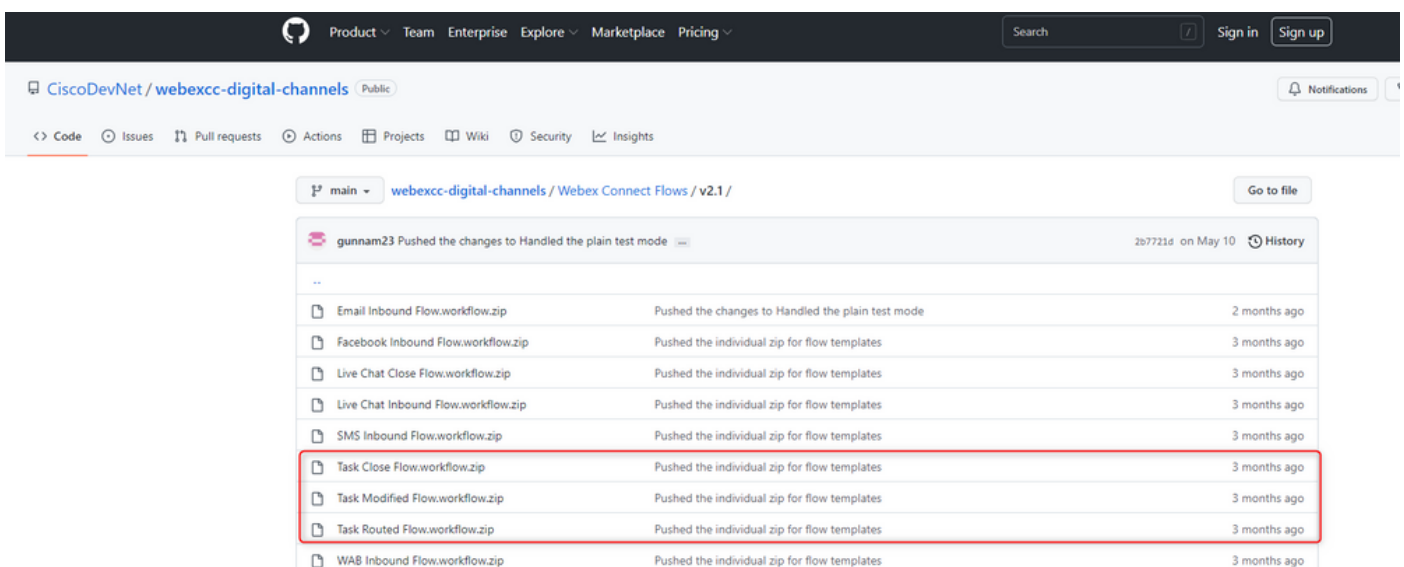 Product Team Enterprise Explore Marketplace Pricing Search / Sign in Sign up
CiscoDevNet / webexcc-digital-channels Public Notifications
<> Code Issues Pull requests Actions Projects Wiki Security Insights
main webexcc-digital-channels / Webex Connect Flows / v2.1 / Go to file
gunnam23 Pushed the changes to Handled the plain test mode ... 2b7721d on May 10 History
..
Email Inbound Flow.workflow.zip Pushed the changes to Handled the plain test mode 2 months ago
Facebook Inbound Flow.workflow.zip Pushed the individual zip for flow templates 3 months ago
Live Chat Close Flow.workflow.zip Pushed the individual zip for flow templates 3 months ago
Live Chat Inbound Flow.workflow.zip Pushed the individual zip for flow templates 3 months ago
SMS Inbound Flow.workflow.zip Pushed the individual zip for flow templates 3 months ago
Task Close Flow.workflow.zip Pushed the individual zip for flow templates 3 months ago
Task Modified Flow.workflow.zip Pushed the individual zip for flow templates 3 months ago
Task Routed Flow.workflow.zip Pushed the individual zip for flow templates 3 months ago
WAB Inbound Flow.workflow.zip Pushed the individual zip for flow templates 3 months ago